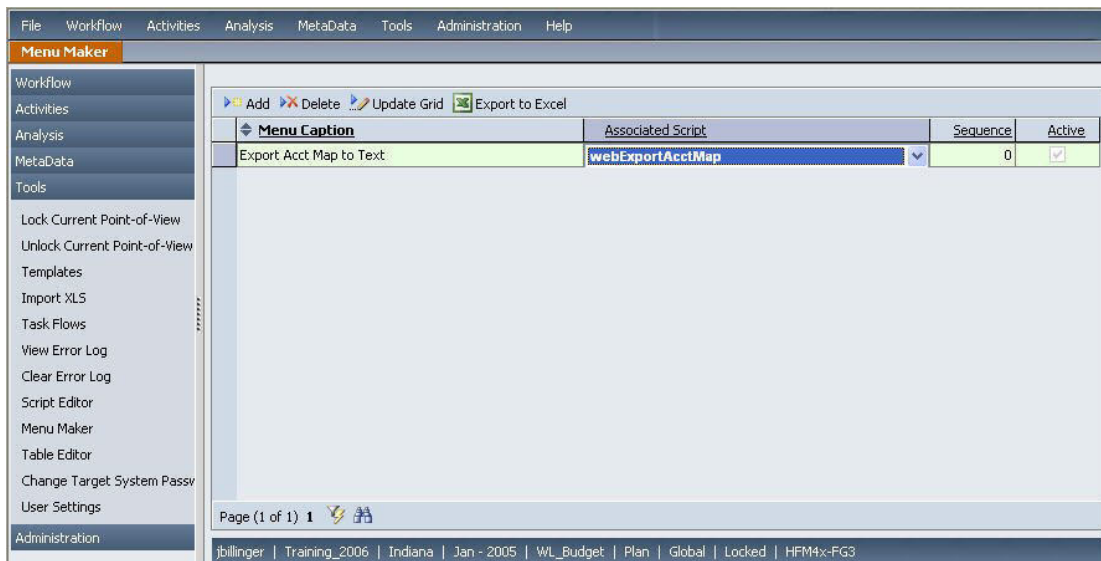 File Workflow Activities Analysis MetaData Tools Administration Help
Menu Maker
Workflow
Activities
Analysis
MetaData
Tools
Lock Current Point-of-View
Unlock Current Point-of-View
Templates
Import XLS
Task Flows
View Error Log
Clear Error Log
Script Editor
Menu Maker
Table Editor
Change Target System Passw
User Settings
Administration
Add Delete Update Grid Export to Excel
Menu Caption Associated Script Sequence Active
Export Acct Map to Text webExportAcctMap 0
Page (1 of 1) 1
jbillinger | Training_2006 | Indiana | Jan - 2005 | WL_Budget | Plan | Global | Locked | HFM4x-FG3